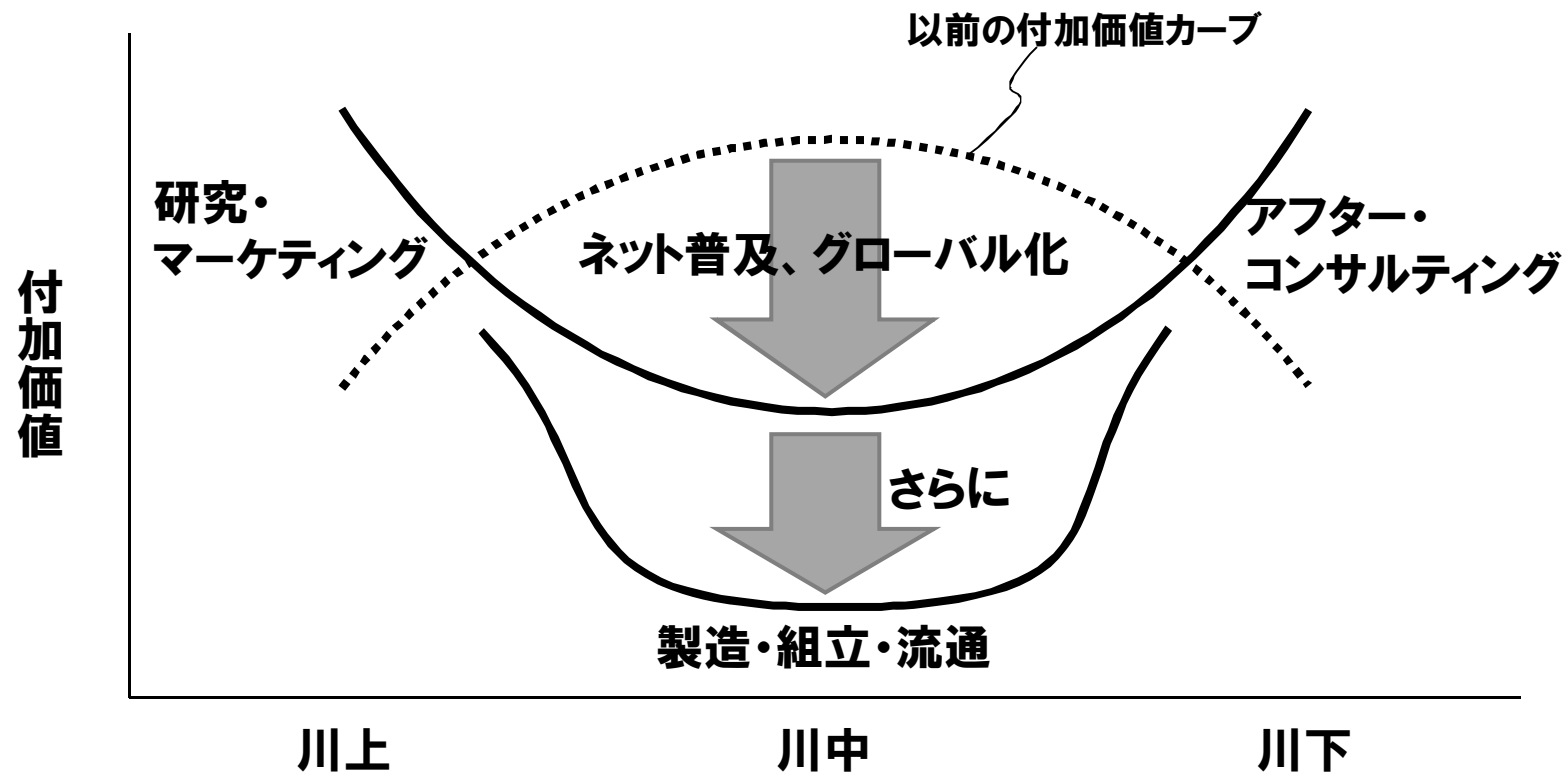 以前の付加価値カーブ
研究・
マーケティング
ネット普及、グローバル化
アフター・
コンサルティング
付加価値
さらに
製造・組立・流通
川上
川中
川下